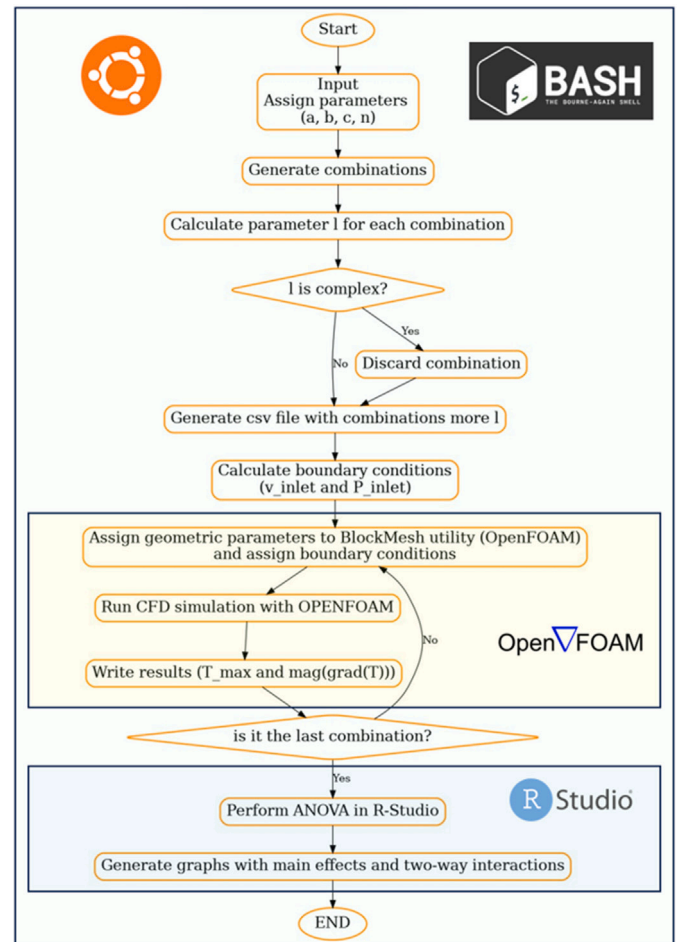 Start
BASH
THE BOURNE-AGAIN SHELL
$_
Input
Assign parameters
(a, b, c, n)
Generate combinations
Calculate parameter l for each combination
l is complex?
Yes
No
Discard combination
Generate csv file with combinations more l
Calculate boundary conditions
(v_inlet and P_inlet)
Assign geometric parameters to BlockMesh utility (OpenFOAM)
and assign boundary conditions
Run CFD simulation with OPENFOAM
No
Open▽FOAM
Write results (T_max and mag(grad(T)))
is it the last combination?
Yes
Perform ANOVA in R-Studio
R Studio
Generate graphs with main effects and two-way interactions
END